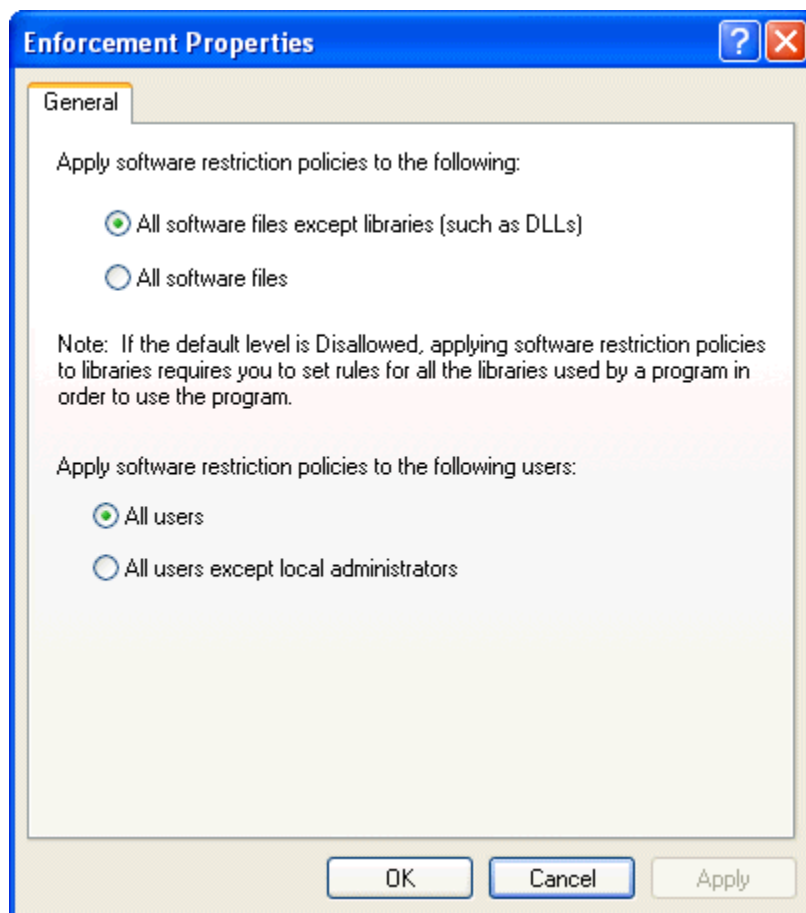 Enforcement Properties
General
Apply software restriction policies to the following:
All software files except libraries (such as DLLs)
All software files
Note:  If the default level is Disallowed, applying software restriction policies
to libraries requires you to set rules for all the libraries used by a program in
order to use the program.
Apply software restriction policies to the following users:
All users
All users except local administrators
OK
Cancel
Apply